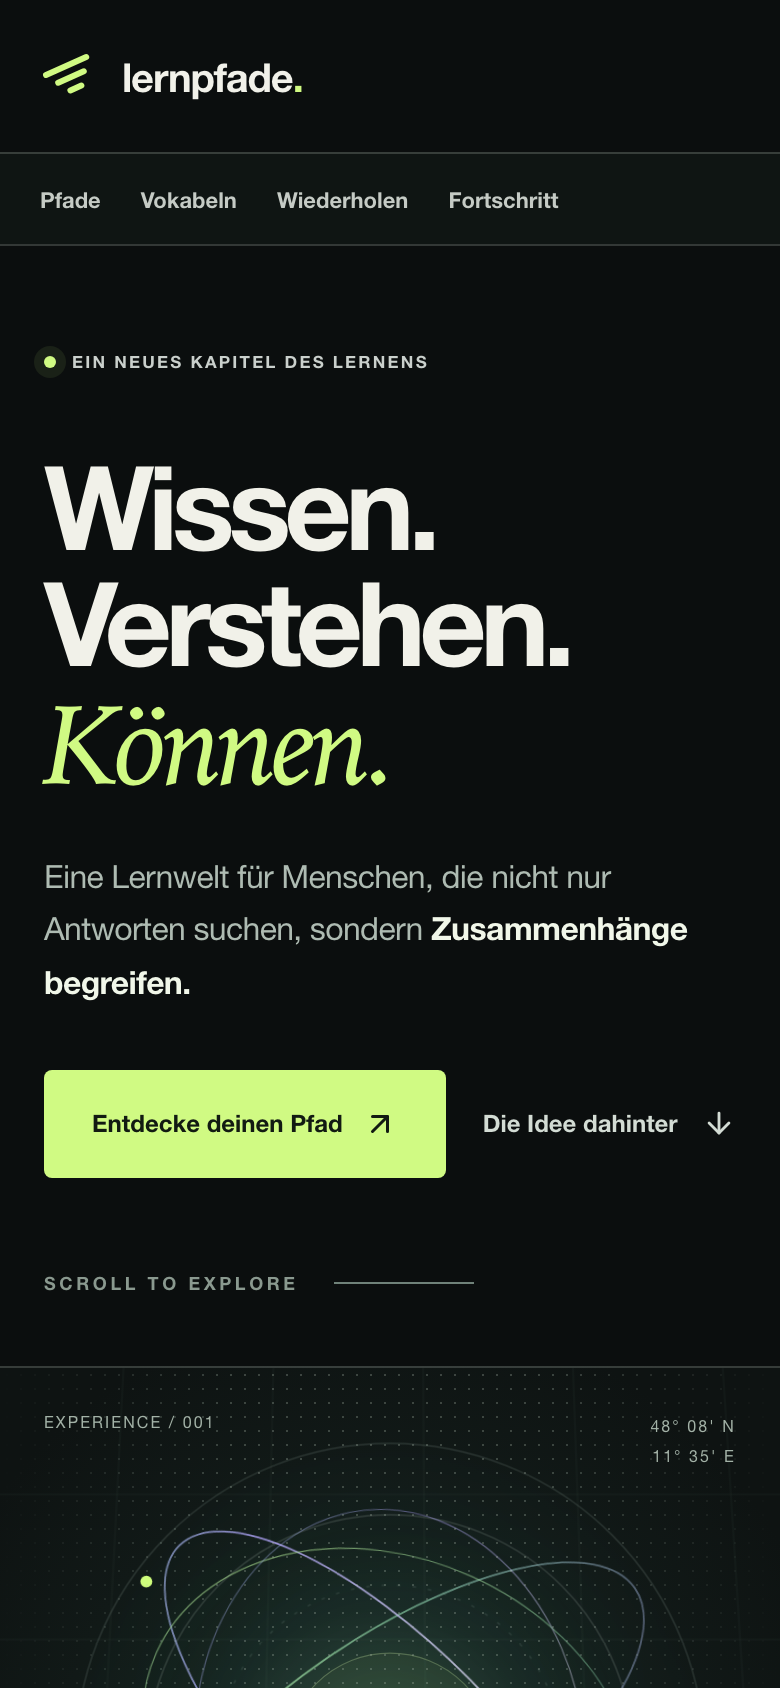 lernpfade.
Pfade Vokabeln Wiederholen Fortschritt
EIN NEUES KAPITEL DES LERNENS
Wissen.
Verstehen.
Können.
Eine Lernwelt für Menschen, die nicht nur
Antworten suchen, sondern Zusammenhänge
begreifen.
Entdecke deinen Pfad
Die Idee dahinter
SCROLL TO EXPLORE
EXPERIENCE / 001
48° 08' N
11° 35' E